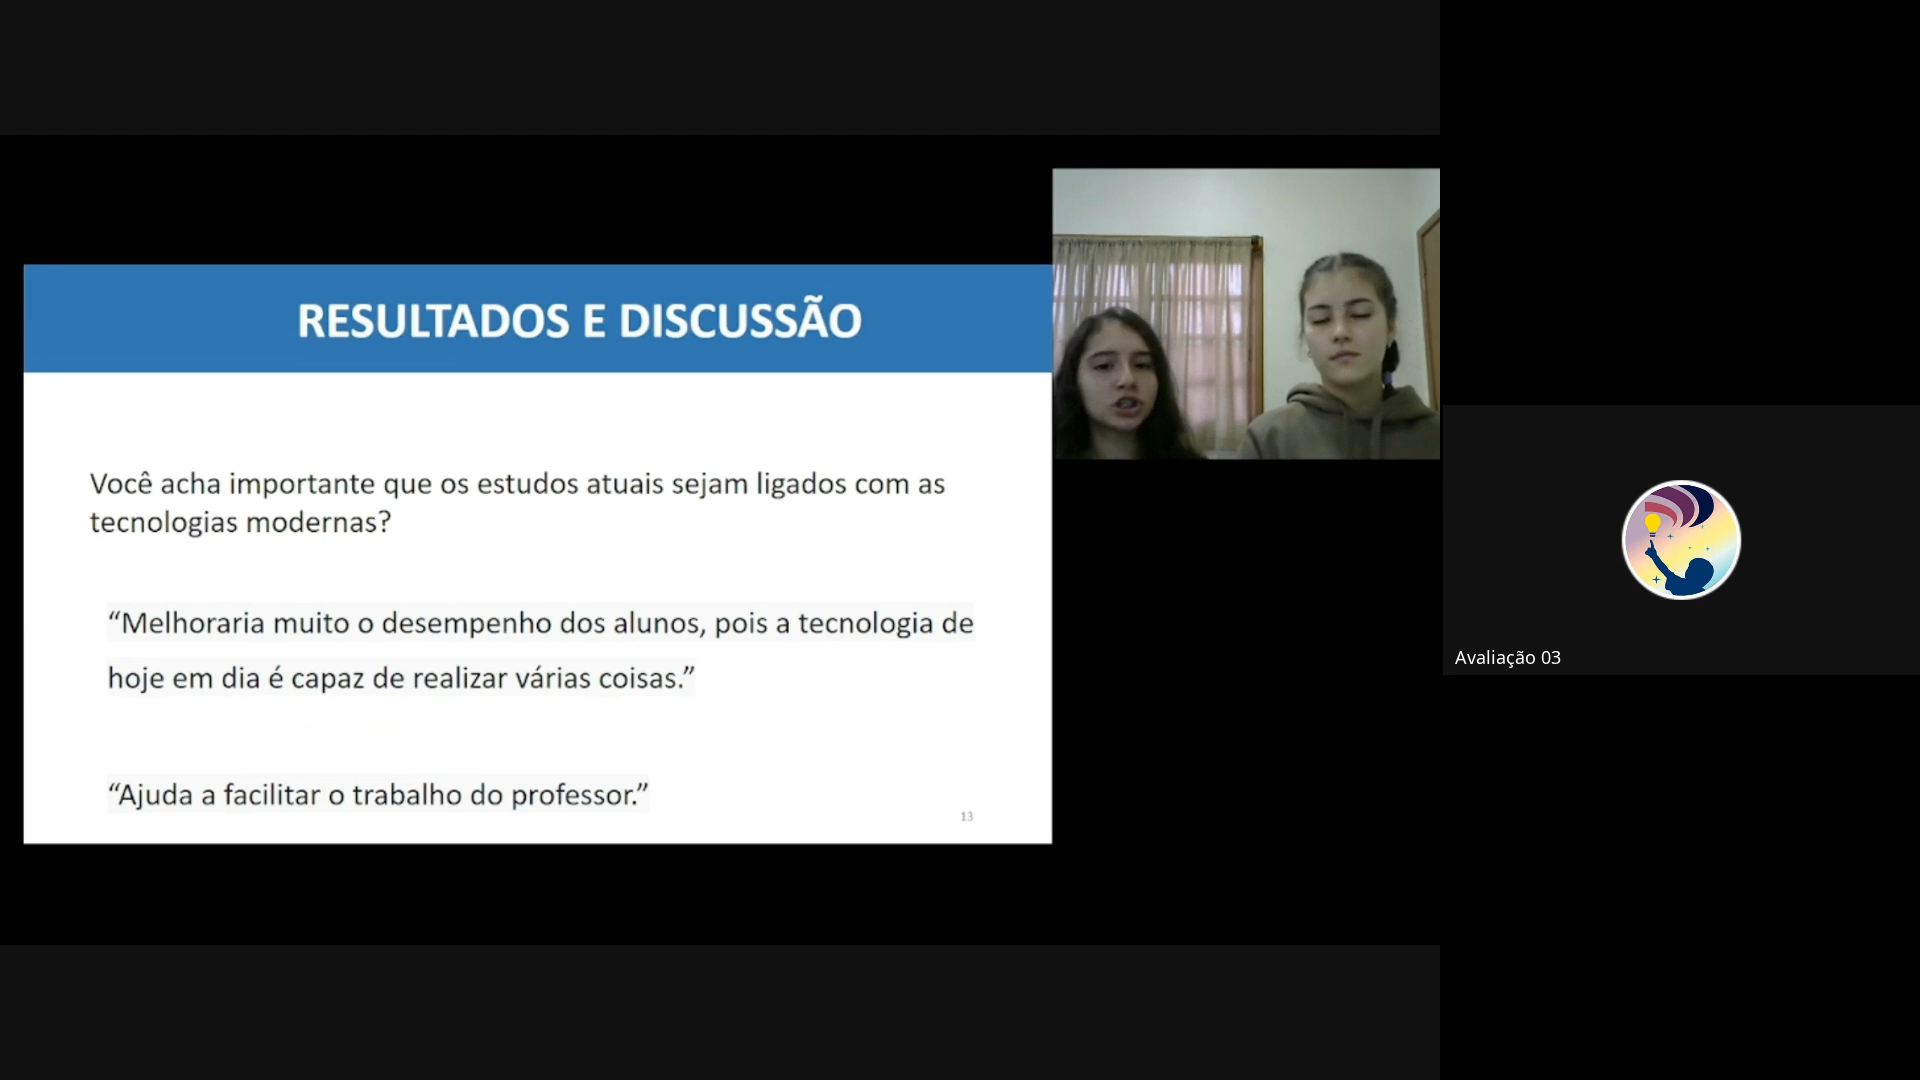 RESULTADOS E DISCUSSÃO
Você acha importante que os estudos atuais sejam ligados com as
tecnologias modernas?
“Melhoraria muito o desempenho dos alunos, pois a tecnologia de
hoje em dia é capaz de realizar várias coisas.”
“Ajuda a facilitar o trabalho do professor.”
13
Avaliação 03